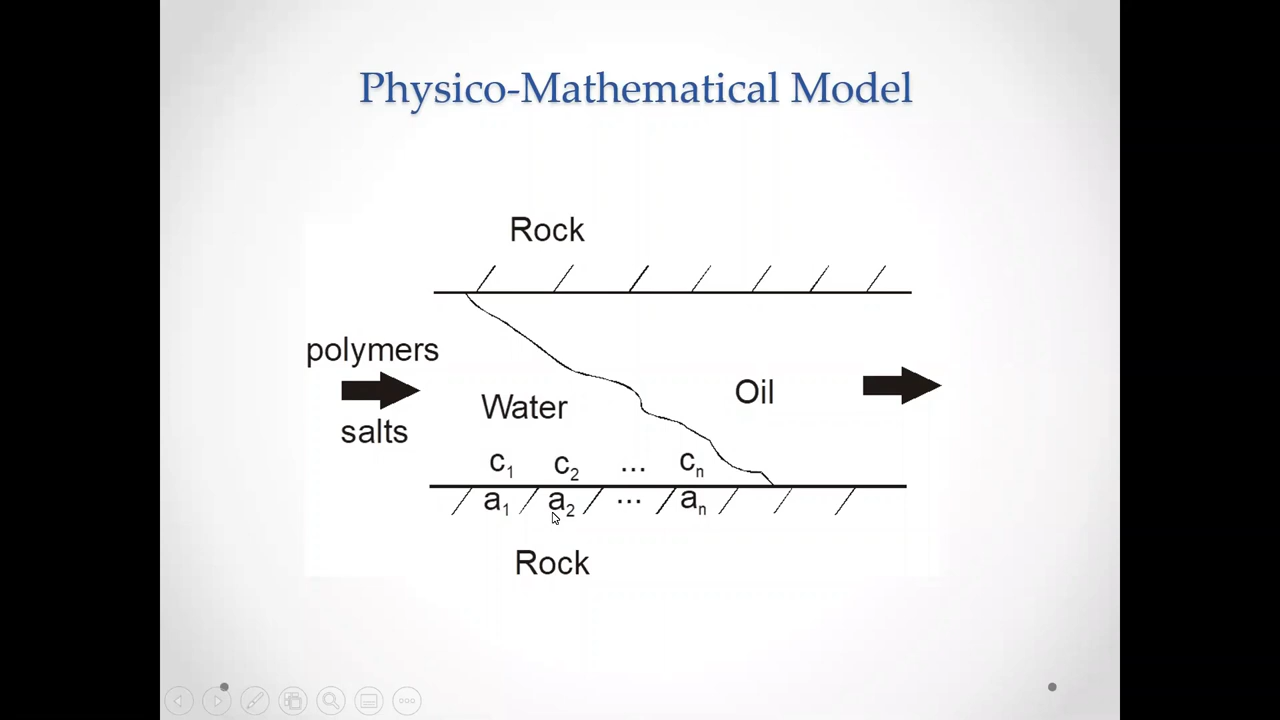 Physico-Mathematical Model
Rock
polymers
salts
Water
Oil
c₁ c₂ ... cₙ
a₁ a₂ ... aₙ
Rock